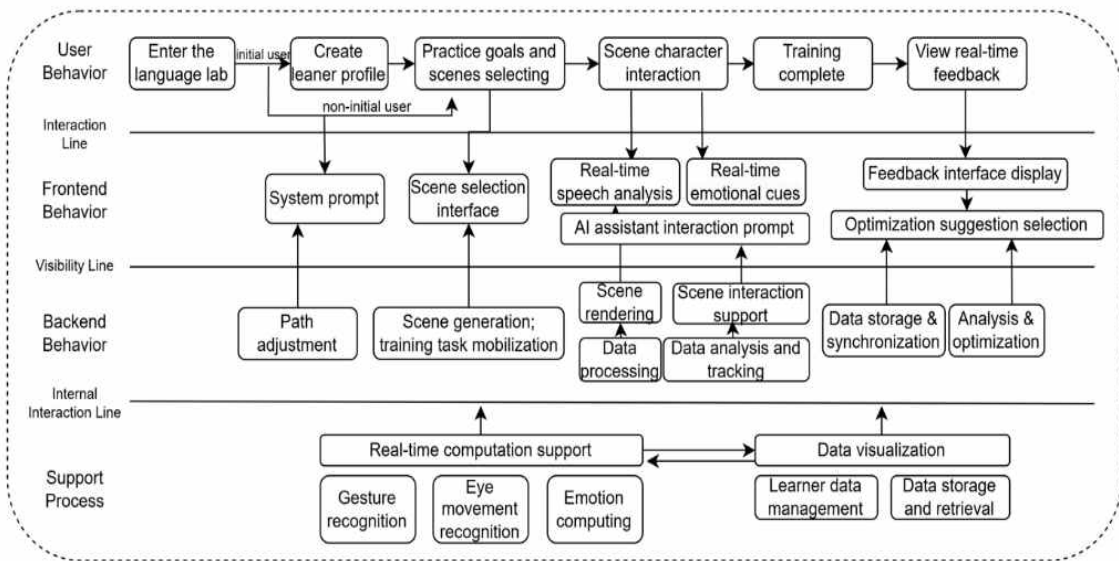 User
Behavior
Enter the
language lab
initial user
Create
leaner profile
Practice goals and
scenes selecting
Scene character
interaction
Training
complete
View real-time
feedback
non-initial user
Interaction
Line
Frontend
Behavior
System prompt
Scene selection
interface
Real-time
speech analysis
Real-time
emotional cues
AI assistant interaction prompt
Feedback interface display
Optimization suggestion selection
Visibility Line
Backend
Behavior
Path
adjustment
Scene generation;
training task mobilization
Scene
rendering
Data
processing
Scene interaction
support
Data analysis and
tracking
Data storage &
synchronization
Analysis &
optimization
Internal
Interaction Line
Support
Process
Real-time computation support
Data visualization
Gesture
recognition
Eye
movement
recognition
Emotion
computing
Learner data
management
Data storage
and retrieval